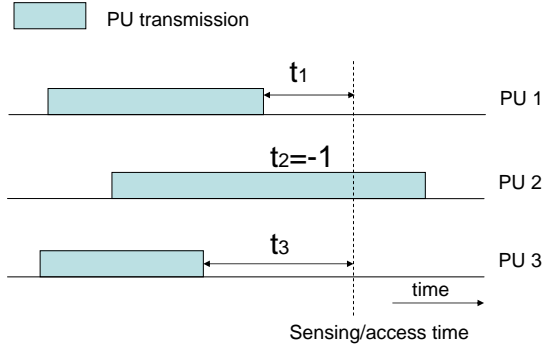 PU transmission
t1
PU 1
t2=-1
PU 2
t3
PU 3
time
Sensing/access time